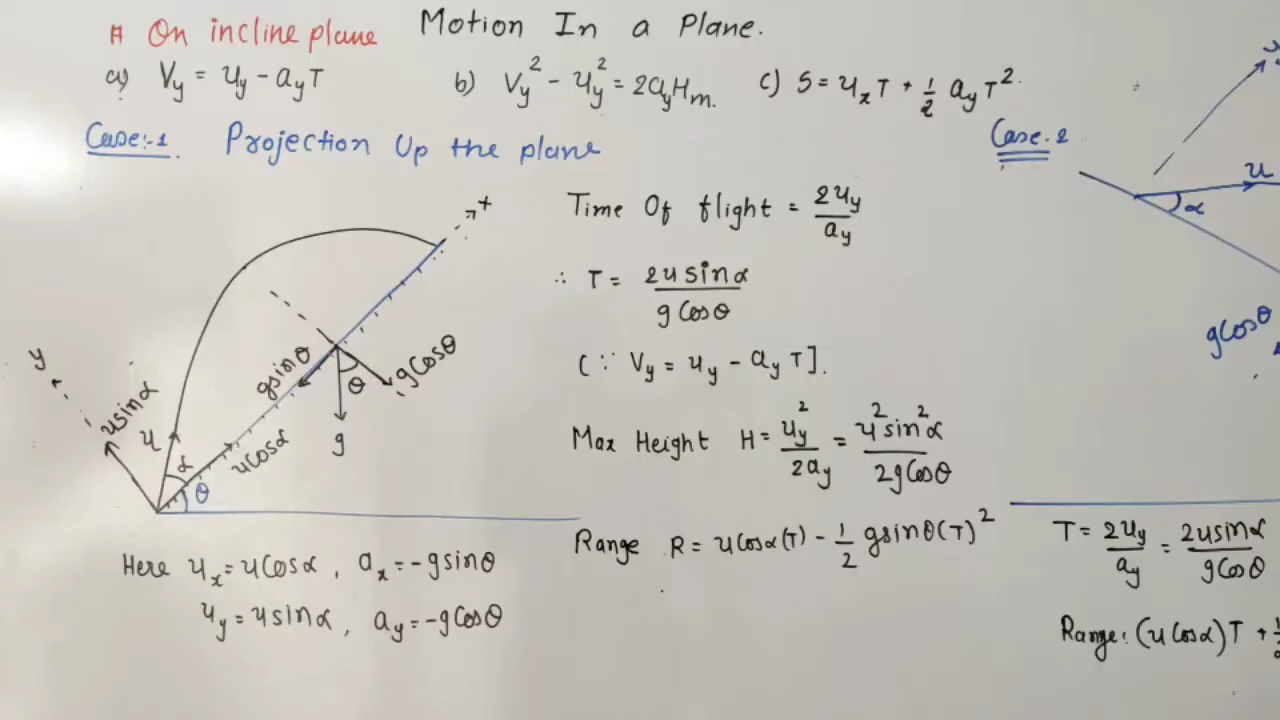 # On incline plane Motion In a Plane.
a) Vy = uy - ayT b) Vy² - uy² = 2ayHm. c) S = uxT + 1/2 ayT²
Case:-1 Projection Up the plane
Time Of flight = 2uy/ay
∴ T = 2u sinα/g Cosθ
(∵ Vy = uy - ayT].
Max Height H = uy²/2ay = u² sin²α/2g Cosθ
Range R = u Cosα(T) - 1/2 g sinθ(T)²
x
y
u sinα
u
α
θ
u cosα
g sinθ
θ
g Cosθ
g
Here ux = u Cosα, ax = -g sinθ
uy = u sinα, ay = -g Cosθ
Case-2
u
α
g Cosθ
T = 2uy/ay = 2u sinα/g Cosθ
Range: (u Cosα)T +